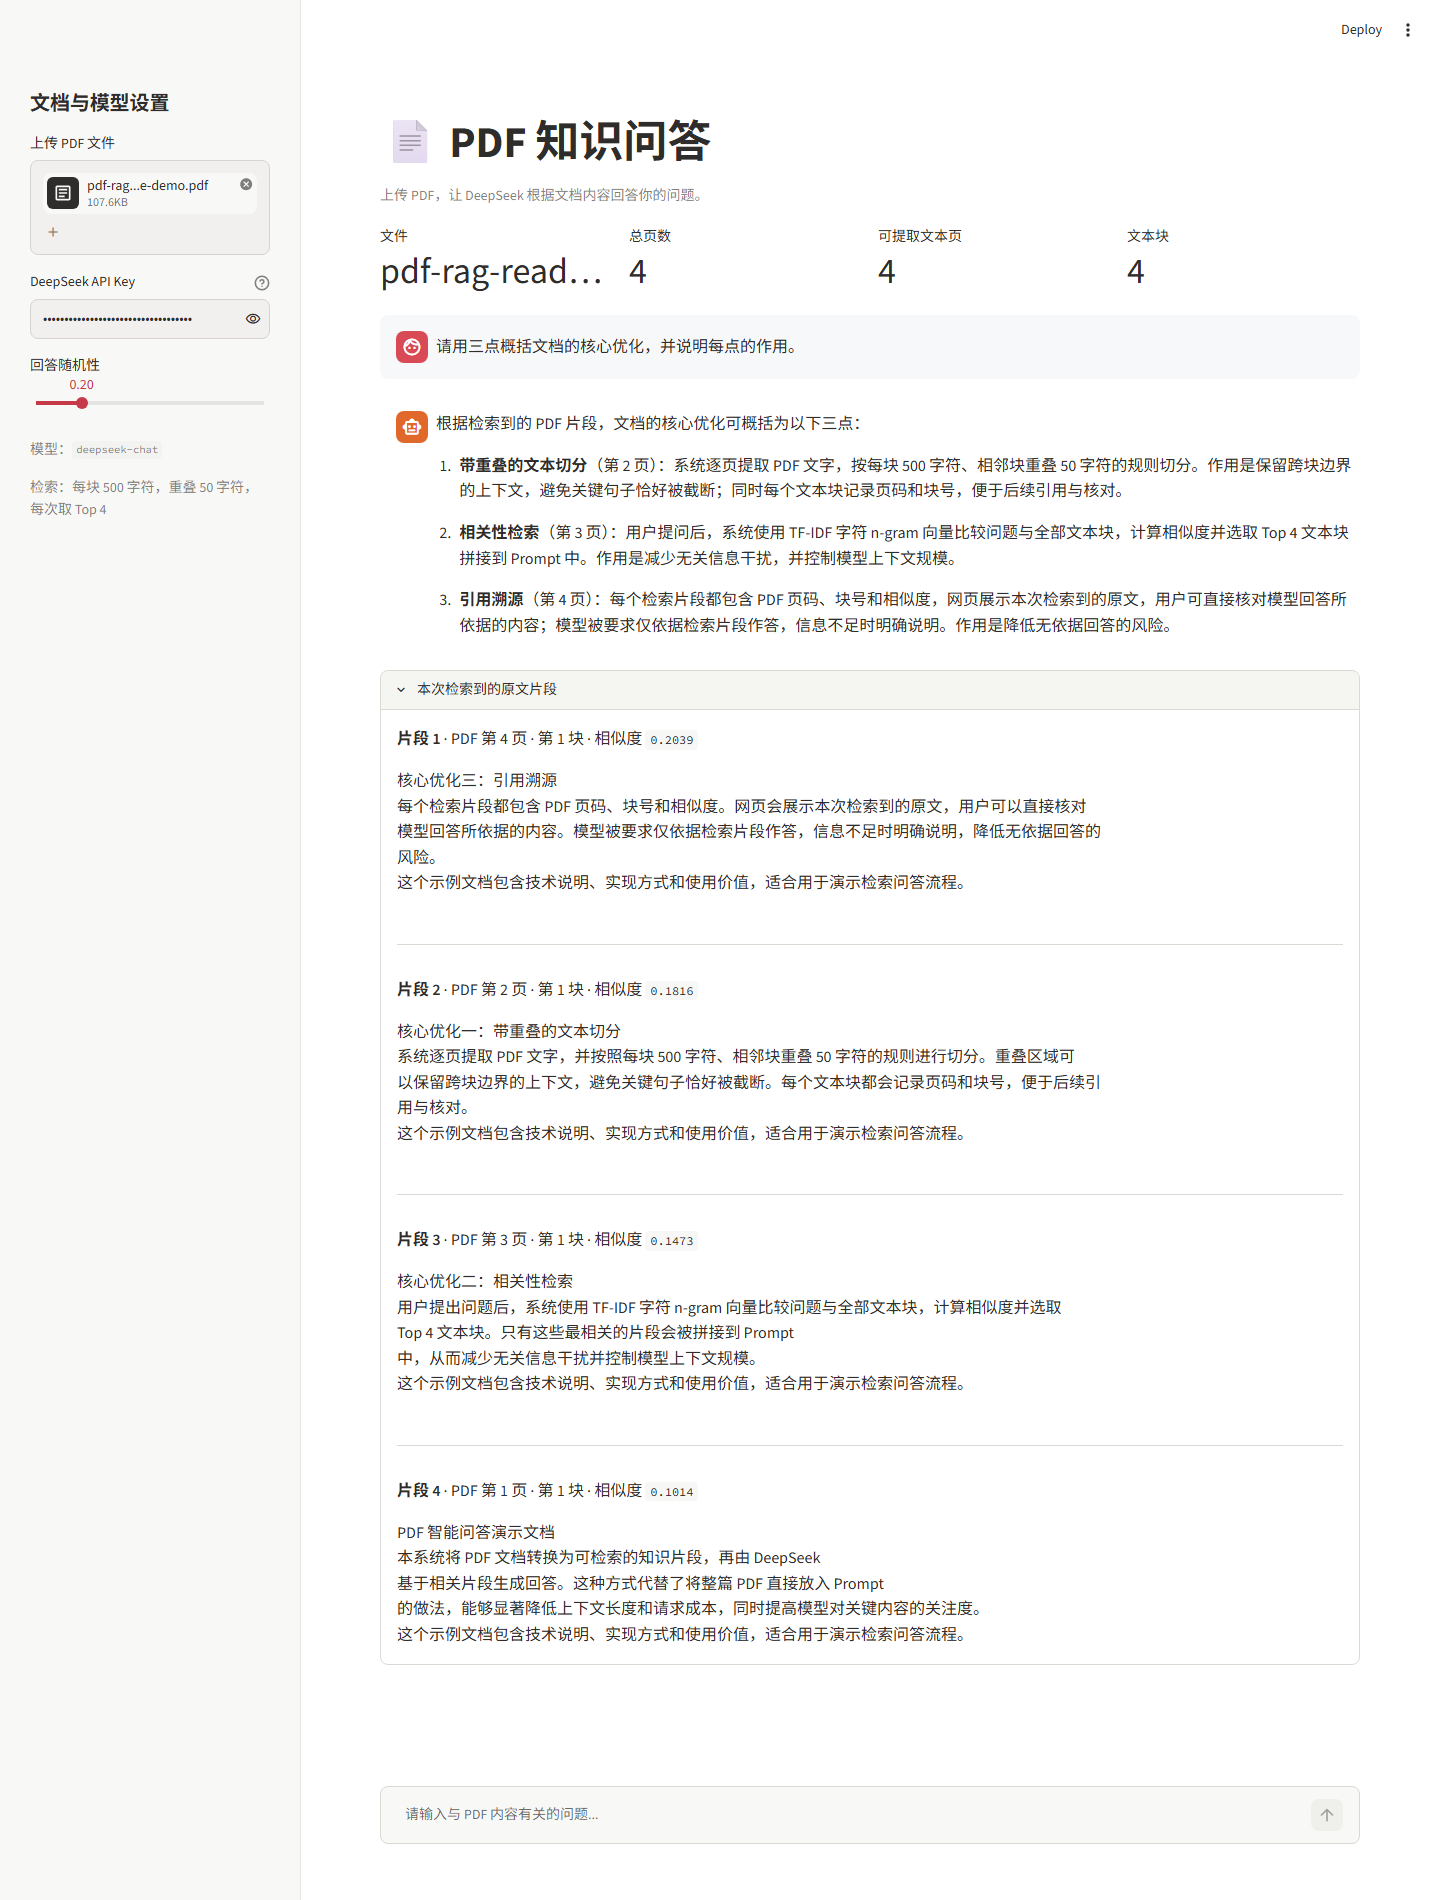 Deploy
文档与模型设置
上传 PDF 文件
pdf-rag...e-demo.pdf
107.6KB
DeepSeek API Key
••••••••••••••••••••••••••••••••••••
回答随机性
0.20
模型： deepseek-chat
检索：每块 500 字符，重叠 50 字符，
每次取 Top 4
PDF 知识问答
上传 PDF，让 DeepSeek 根据文档内容回答你的问题。
文件
总页数
可提取文本页
文本块
pdf-rag-read...
4
4
4
请用三点概括文档的核心优化，并说明每点的作用。
根据检索到的 PDF 片段，文档的核心优化可概括为以下三点：
1. 带重叠的文本切分（第 2 页）：系统逐页提取 PDF 文字，按每块 500 字符、相邻块重叠 50 字符的规则切分。作用是保留跨块边界
的上下文，避免关键句子恰好被截断；同时每个文本块记录页码和块号，便于后续引用与核对。
2. 相关性检索（第 3 页）：用户提问后，系统使用 TF-IDF 字符 n-gram 向量比较问题与全部文本块，计算相似度并选取 Top 4 文本块
拼接到 Prompt 中。作用是减少无关信息干扰，并控制模型上下文规模。
3. 引用溯源（第 4 页）：每个检索片段都包含 PDF 页码、块号和相似度，网页展示本次检索到的原文，用户可直接核对模型回答所
依据的内容；模型被要求仅依据检索片段作答，信息不足时明确说明。作用是降低无依据回答的风险。
本次检索到的原文片段
片段 1 · PDF 第 4 页 · 第 1 块 · 相似度 0.2039
核心优化三：引用溯源
每个检索片段都包含 PDF 页码、块号和相似度。网页会展示本次检索到的原文，用户可以直接核对
模型回答所依据的内容。模型被要求仅依据检索片段作答，信息不足时明确说明，降低无依据回答的
风险。
这个示例文档包含技术说明、实现方式和使用价值，适合用于演示检索问答流程。
片段 2 · PDF 第 2 页 · 第 1 块 · 相似度 0.1816
核心优化一：带重叠的文本切分
系统逐页提取 PDF 文字，并按照每块 500 字符、相邻块重叠 50 字符的规则进行切分。重叠区域可
以保留跨块边界的上下文，避免关键句子恰好被截断。每个文本块都会记录页码和块号，便于后续引
用与核对。
这个示例文档包含技术说明、实现方式和使用价值，适合用于演示检索问答流程。
片段 3 · PDF 第 3 页 · 第 1 块 · 相似度 0.1473
核心优化二：相关性检索
用户提出问题后，系统使用 TF-IDF 字符 n-gram 向量比较问题与全部文本块，计算相似度并选取
Top 4 文本块。只有这些最相关的片段会被拼接到 Prompt
中，从而减少无关信息干扰并控制模型上下文规模。
这个示例文档包含技术说明、实现方式和使用价值，适合用于演示检索问答流程。
片段 4 · PDF 第 1 页 · 第 1 块 · 相似度 0.1014
PDF 智能问答演示文档
本系统将 PDF 文档转换为可检索的知识片段，再由 DeepSeek
基于相关片段生成回答。这种方式代替了将整篇 PDF 直接放入 Prompt
的做法，能够显著降低上下文长度和请求成本，同时提高模型对关键内容的关注度。
这个示例文档包含技术说明、实现方式和使用价值，适合用于演示检索问答流程。
请输入与 PDF 内容有关的问题...